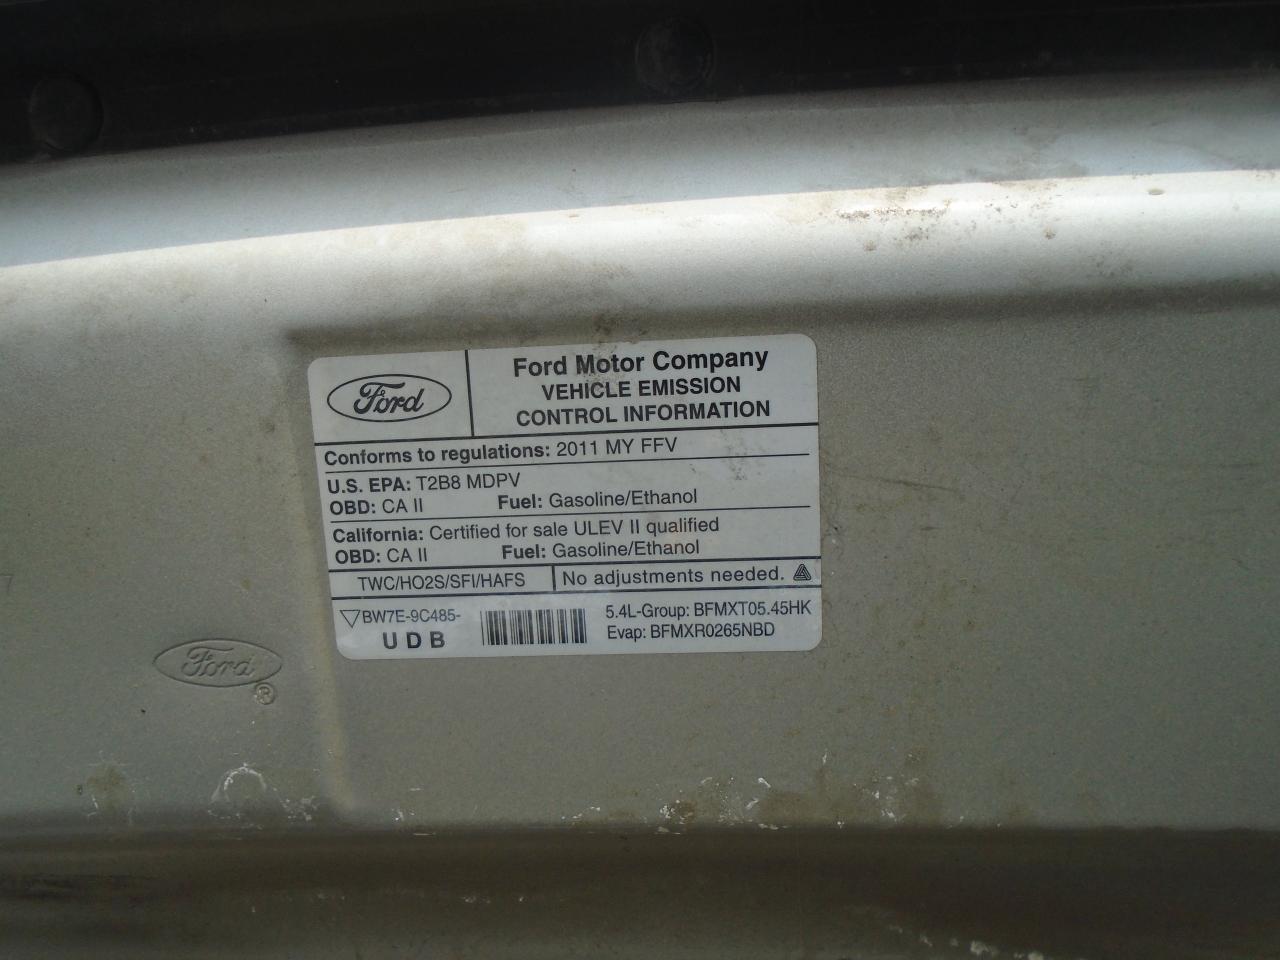 Ford
Ford Motor Company
VEHICLE EMISSION
CONTROL INFORMATION
Conforms to regulations: 2011 MY FFV
U.S. EPA: T2B8 MDPV
OBD: CA II Fuel: Gasoline/Ethanol
California: Certified for sale ULEV II qualified
OBD: CA II Fuel: Gasoline/Ethanol
TWC/HO2S/SFI/HAFS No adjustments needed.
BW7E-9C485-
UDB
5.4L-Group: BFMXT05.45HK
Evap: BFMXR0265NBD
Ford
®